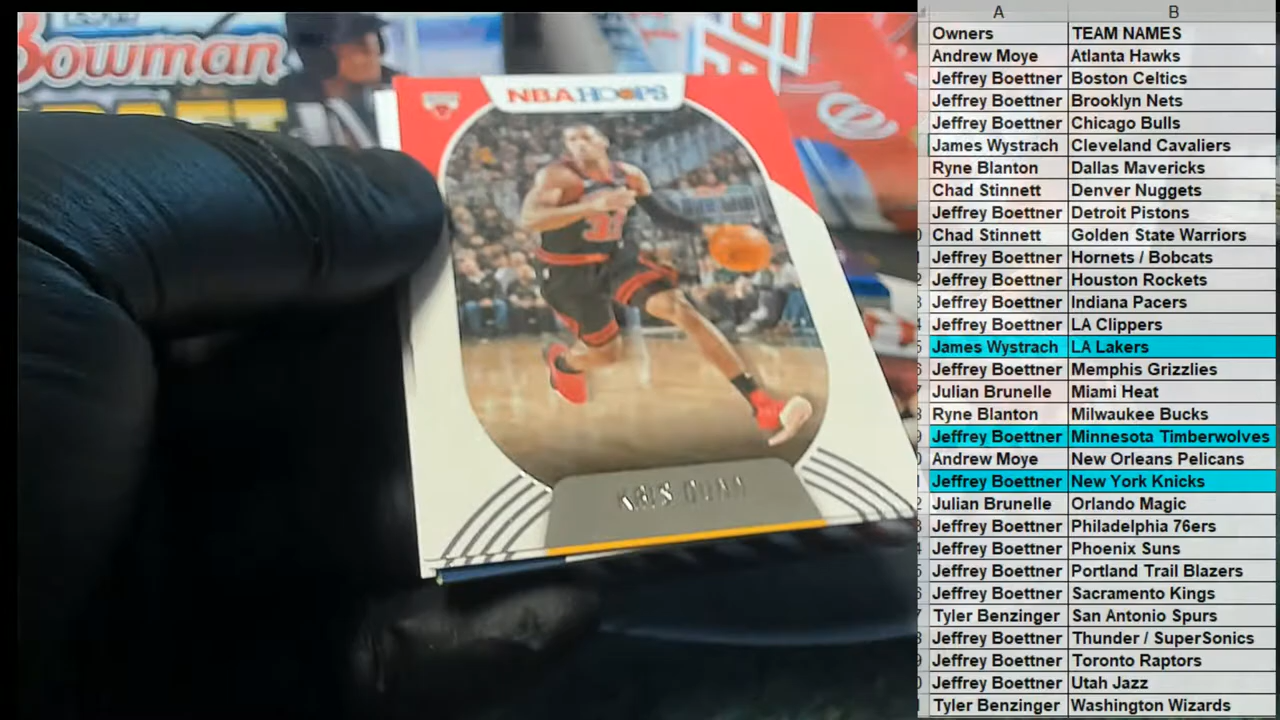 Bowman
NBA HOOPS
KRIS DUNN
A B
Owners TEAM NAMES
Andrew Moye Atlanta Hawks
Jeffrey Boettner Boston Celtics
Jeffrey Boettner Brooklyn Nets
Jeffrey Boettner Chicago Bulls
James Wystrach Cleveland Cavaliers
Ryne Blanton Dallas Mavericks
Chad Stinnett Denver Nuggets
Jeffrey Boettner Detroit Pistons
Chad Stinnett Golden State Warriors
Jeffrey Boettner Hornets / Bobcats
Jeffrey Boettner Houston Rockets
Jeffrey Boettner Indiana Pacers
Jeffrey Boettner LA Clippers
James Wystrach LA Lakers
Jeffrey Boettner Memphis Grizzlies
Julian Brunelle Miami Heat
Ryne Blanton Milwaukee Bucks
Jeffrey Boettner Minnesota Timberwolves
Andrew Moye New Orleans Pelicans
Jeffrey Boettner New York Knicks
Julian Brunelle Orlando Magic
Jeffrey Boettner Philadelphia 76ers
Jeffrey Boettner Phoenix Suns
Jeffrey Boettner Portland Trail Blazers
Jeffrey Boettner Sacramento Kings
Tyler Benzinger San Antonio Spurs
Jeffrey Boettner Thunder / SuperSonics
Jeffrey Boettner Toronto Raptors
Jeffrey Boettner Utah Jazz
Tyler Benzinger Washington Wizards